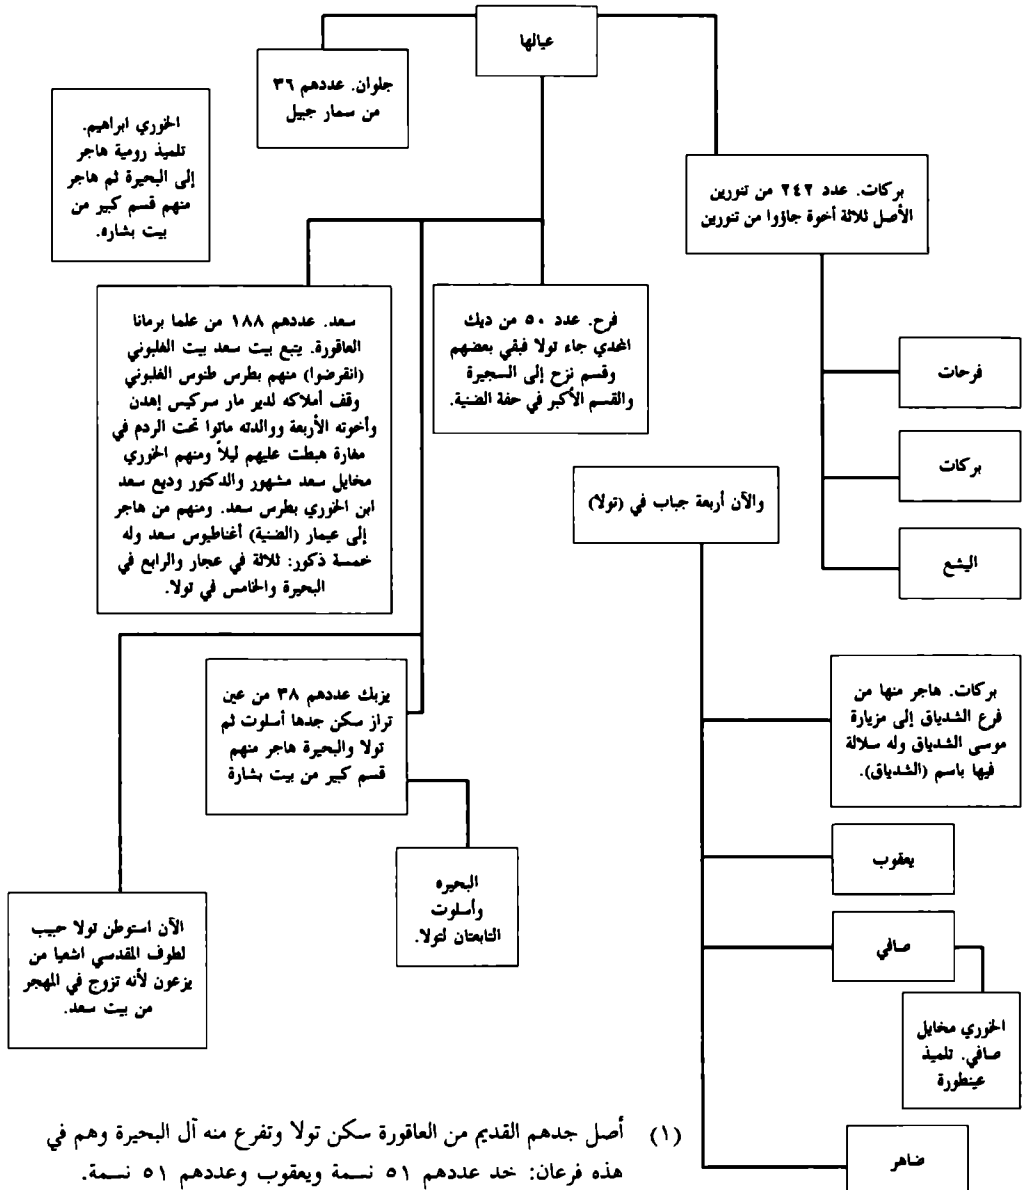 عيالها
جلوان. عددهم ٣٦
من سمار جبيل
الخوري ابراهيم.
تلميذ رومية هاجر
إلى البحيرة ثم هاجر
منهم قسم كبير من
بيت بشاره.
بركات. عدد ٢٤٢ من تنورين
الأصل ثلاثة أخوة جاؤوا من تنورين
فرحات
بركات
اليشع
فرح. عدد ٥٠ من ديك
المحدي جاء تولا فبقي بعضهم
وقسم نزح إلى السجيرة
والقسم الأكبر في حفة الضنية.
سعد. عددهم ١٨٨ من علما برمانا
العاقورة. يتبع بيت سعد بيت الغلبوني
(انقرضوا) منهم بطرس طنوس الغلبوني
وقف أملاكه لدير مار سركيس إهدن
وأخوته الأربعة ووالدته ماتوا تحت الردم في
مغارة هبطت عليهم ليلاً ومنهم الخوري
مخايل سعد مشهور والدكتور وديع سعد
ابن الخوري بطرس سعد. ومنهم من هاجر
إلى عيمار (الضنية) أغناطيوس سعد وله
خمسة ذكور: ثلاثة في عجار والرابع في
البحيرة والخامس في تولا.
والآن أربعة جباب في (تولا)
يزبك عددهم ٣٨ من عين
تراز سكن جدها أسلوت ثم
تولا والبحيرة هاجر منهم
قسم كبير من بيت بشارة
البحيره
وأسلوت
التابعتان لتولا.
الآن استوطن تولا حبيب
لطوف المقدسي اشعيا من
يزعون لأنه تزوج في المهجر
من بيت سعد.
بركات. هاجر منها من
فرع الشدياق إلى مزيارة
موسى الشدياق وله سلالة
فيها باسم (الشدياق).
يعقوب
صافي
الخوري مخايل
صافي. تلميذ
عينطورة
ضاهر
(١) أصل جدهم القديم من العاقورة سكن تولا وتفرع منه آل البحيرة وهم في
هذه فرعان: خد عددهم ٥١ نسمة ويعقوب وعددهم ٥١ نسمة.